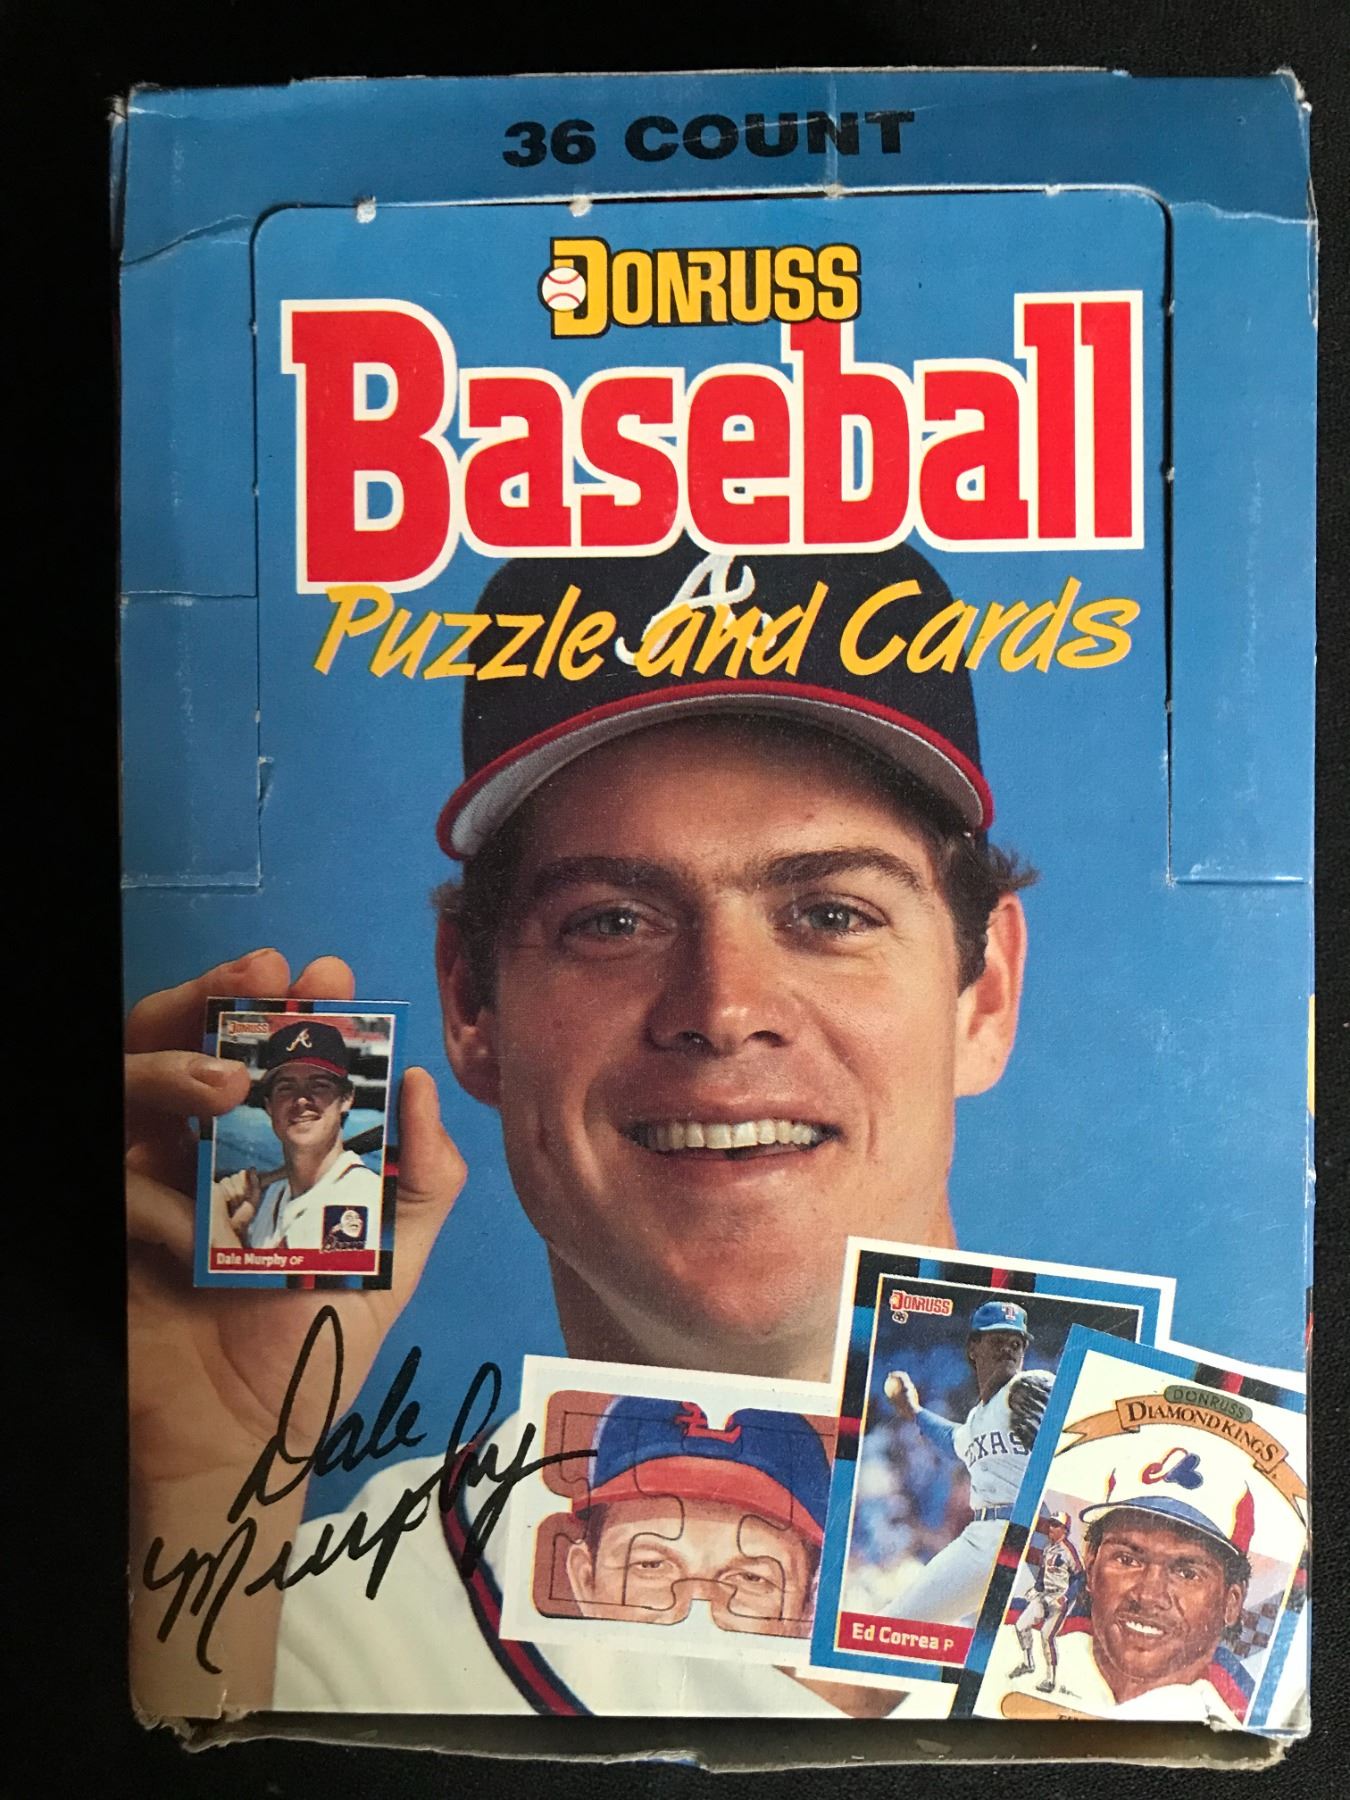 36 COUNT
DONRUSS
Baseball
Puzzle and Cards
DONRUSS
A
Dale Murphy OF
Dale
Murphy
DONRUSS
TEXAS
Ed Correa P
DONRUSS
DIAMOND KINGS